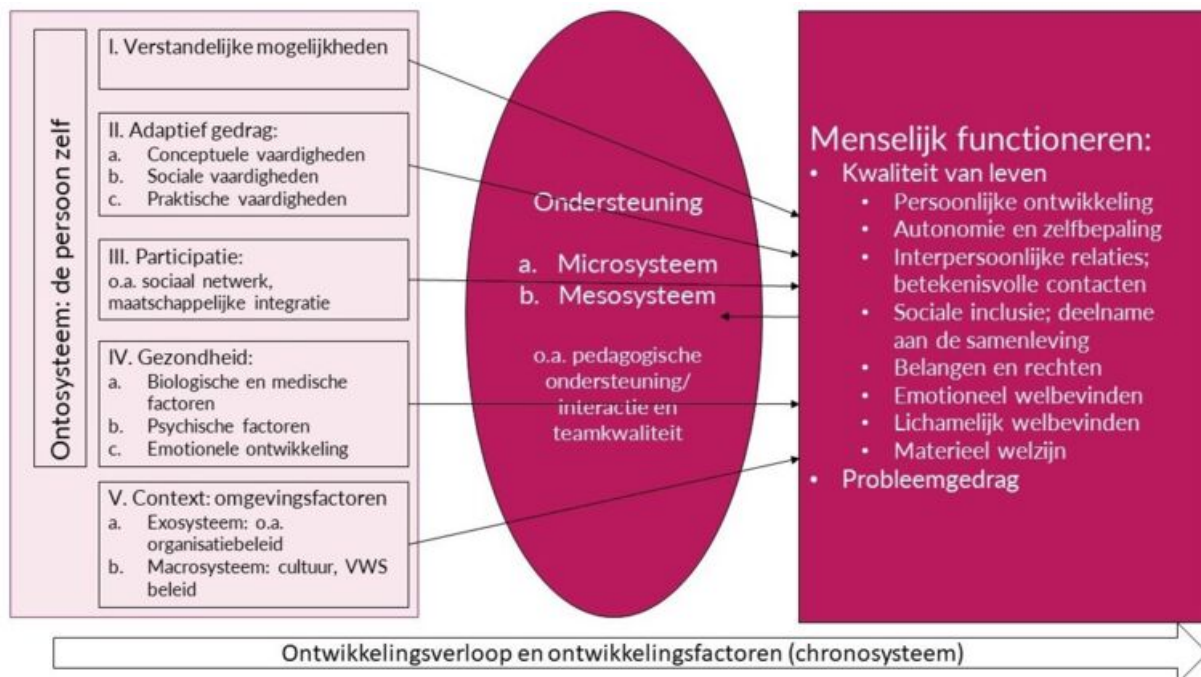 Ontosysteem: de persoon zelf
I. Verstandelijke mogelijkheden
II. Adaptief gedrag:
a. Conceptuele vaardigheden
b. Sociale vaardigheden
c. Praktische vaardigheden
III. Participatie:
o.a. sociaal netwerk,
maatschappelijke integratie
IV. Gezondheid:
a. Biologische en medische
factoren
b. Psychische factoren
c. Emotionele ontwikkeling
V. Context: omgevingsfactoren
a. Exosysteem: o.a.
organisatiebeleid
b. Macrosysteem: cultuur, VWS
beleid
Ondersteuning
a. Microsysteem
b. Mesosysteem
o.a. pedagogische
ondersteuning/
interactie en
teamkwaliteit
Menselijk functioneren:
• Kwaliteit van leven
• Persoonlijke ontwikkeling
• Autonomie en zelfbepaling
• Interpersoonlijke relaties;
betekenisvolle contacten
• Sociale inclusie; deelname
aan de samenleving
• Belangen en rechten
• Emotioneel welbevinden
• Lichamelijk welbevinden
• Materieel welzijn
• Probleemgedrag
Ontwikkelingsverloop en ontwikkelingsfactoren (chronosysteem)